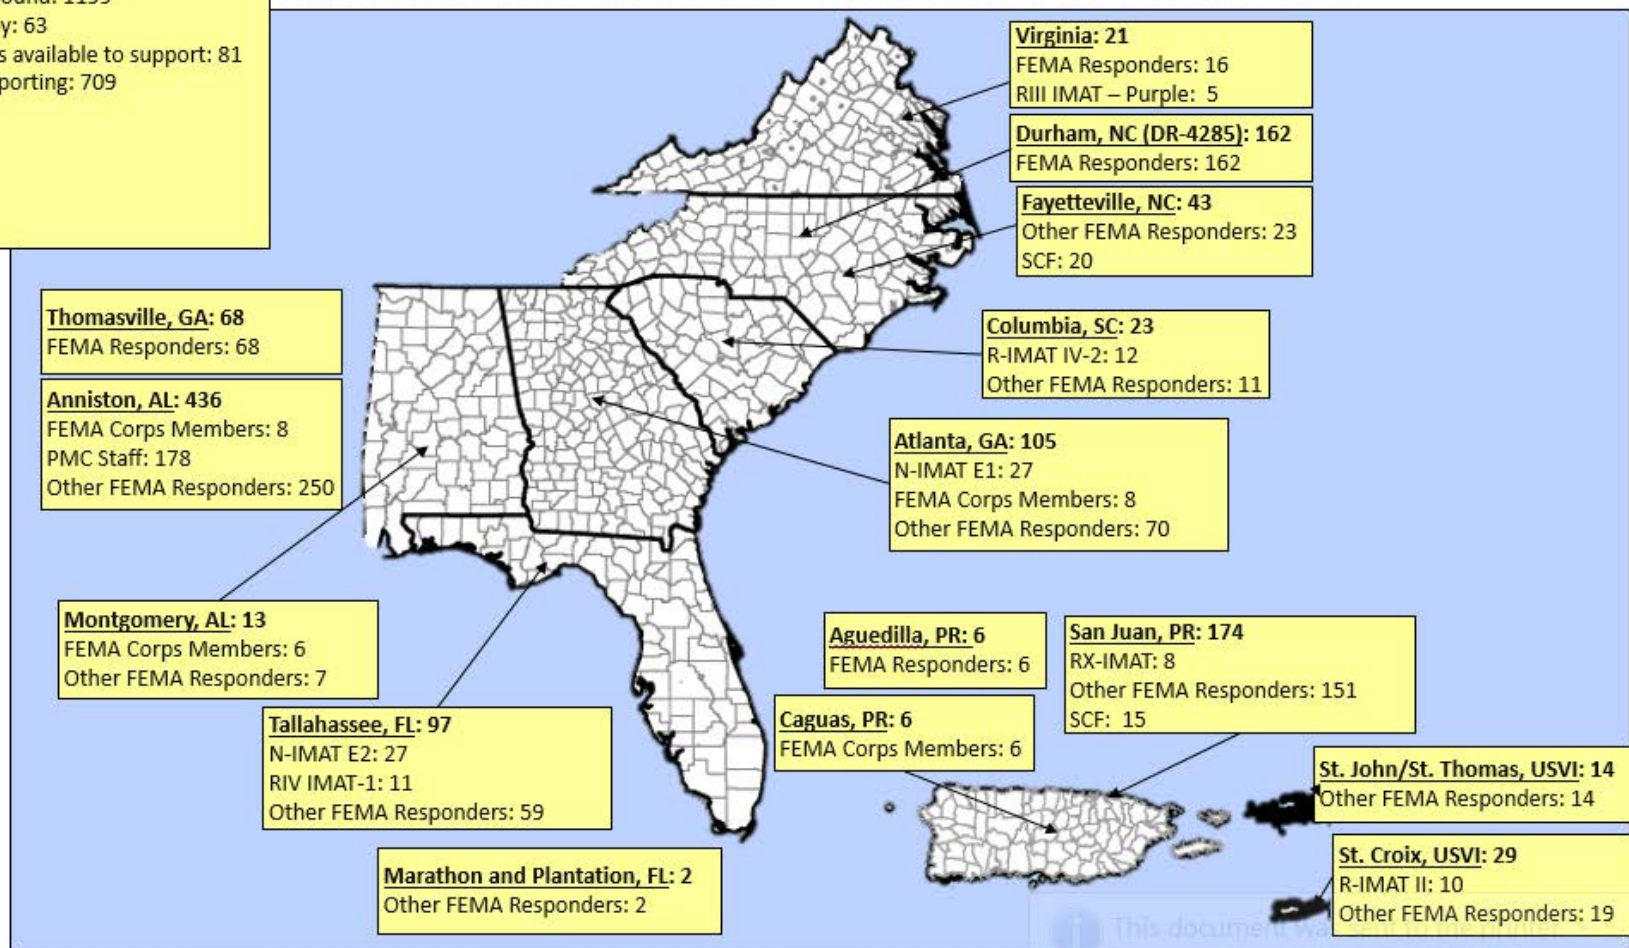 y: 63
s available to support: 81
porting: 709
Virginia: 21
FEMA Responders: 16
RIII IMAT – Purple: 5
Durham, NC (DR-4285): 162
FEMA Responders: 162
Fayetteville, NC: 43
Other FEMA Responders: 23
SCF: 20
Thomasville, GA: 68
FEMA Responders: 68
Anniston, AL: 436
FEMA Corps Members: 8
PMC Staff: 178
Other FEMA Responders: 250
Columbia, SC: 23
R-IMAT IV-2: 12
Other FEMA Responders: 11
Atlanta, GA: 105
N-IMAT E1: 27
FEMA Corps Members: 8
Other FEMA Responders: 70
Montgomery, AL: 13
FEMA Corps Members: 6
Other FEMA Responders: 7
Tallahassee, FL: 97
N-IMAT E2: 27
RIV IMAT-1: 11
Other FEMA Responders: 59
Marathon and Plantation, FL: 2
Other FEMA Responders: 2
Aguedilla, PR: 6
FEMA Responders: 6
San Juan, PR: 174
RX-IMAT: 8
Other FEMA Responders: 151
SCF: 15
Caguas, PR: 6
FEMA Corps Members: 6
St. John/St. Thomas, USVI: 14
Other FEMA Responders: 14
St. Croix, USVI: 29
R-IMAT II: 10
Other FEMA Responders: 19
This document was sent to the printer